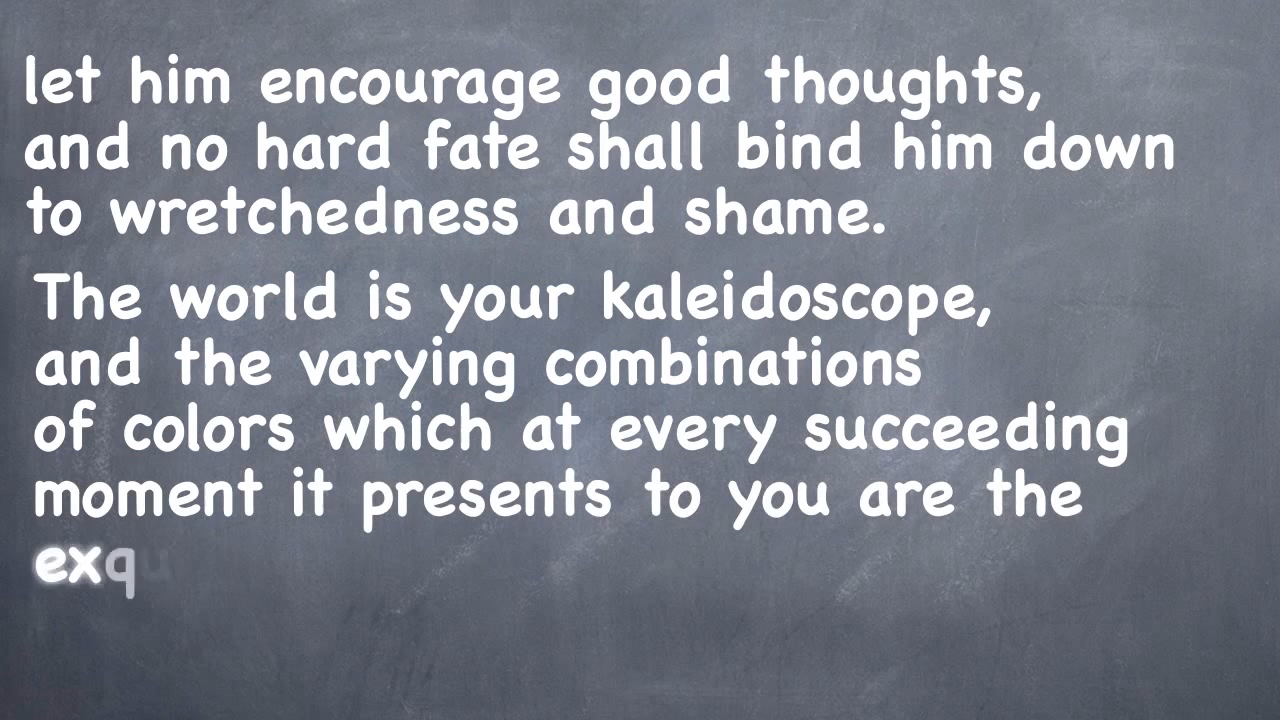 let him encourage good thoughts,
and no hard fate shall bind him down
to wretchedness and shame.
The world is your kaleidoscope,
and the varying combinations
of colors which at every succeeding
moment it presents to you are the
exqu